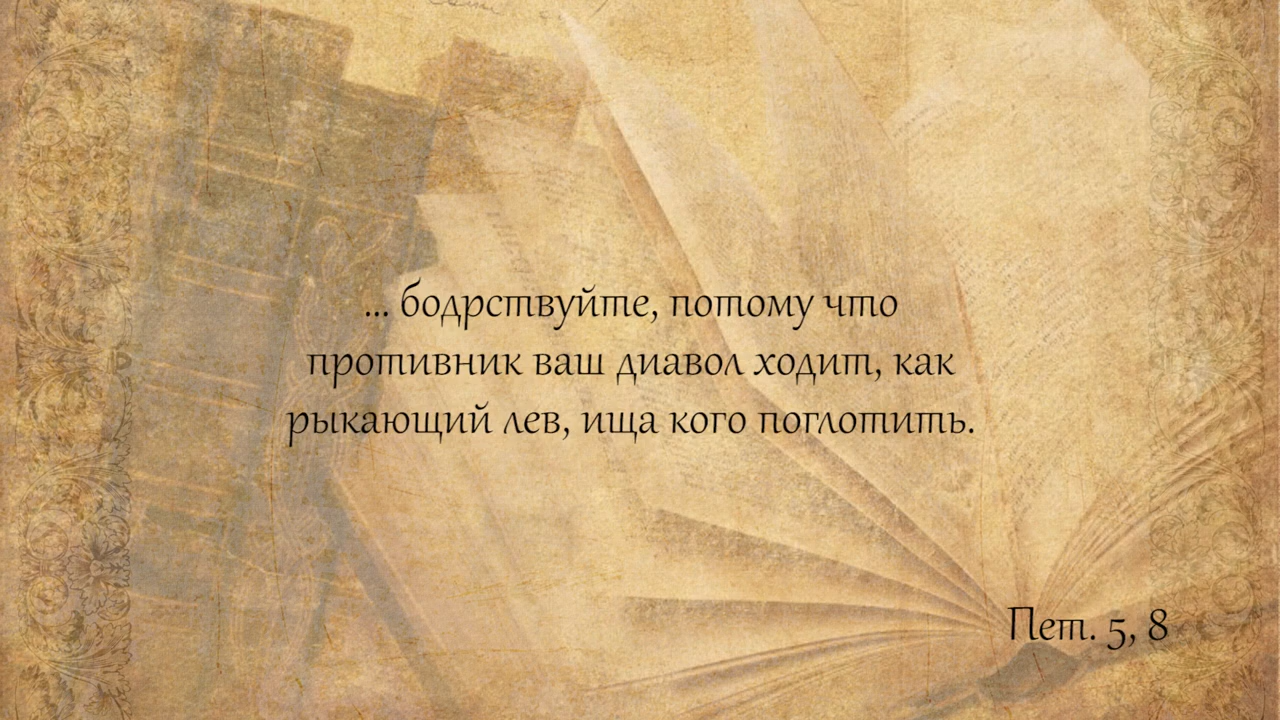 ... бодрствуйте, потому что
противник ваш диавол ходит, как
рыкающий лев, ища кого поглотить.
Пет. 5, 8